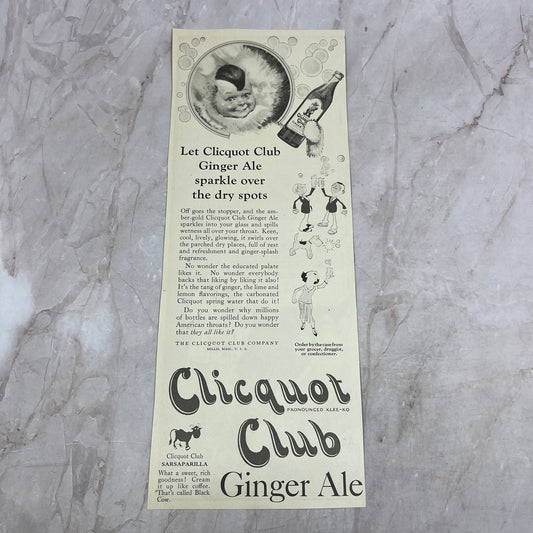 Let Clicquot Club
Ginger Ale
sparkle over
the dry spots
Off goes the stopper, and the am-
ber-gold Clicquot Club Ginger Ale
sparkles into your glass and spills
wetness all over your throat. Keen,
cool, lively, glowing, it swirls over
the parched dry places, full of zest
and refreshment and ginger-splash
fragrance.
No wonder the educated palate
likes it. No wonder everybody
backs that liking by liking it also!
It's the tang of ginger, the lime and
lemon flavorings, the carbonated
Clicquot spring water that do it!
Do you wonder why millions
of bottles are spilled down happy
American throats? Do you wonder
that they all like it?
THE CLICQUOT CLUB COMPANY
MILLIS, MASS., U. S. A.
Order by the case from
your grocer, druggist,
or confectioner.
Clicquot
PRONOUNCED KLEE-KO
Club
Ginger Ale
Clicquot Club
SARSAPARILLA
What a sweet, rich
goodness! Cream
it up like coffee.
That's called Black
Cow.